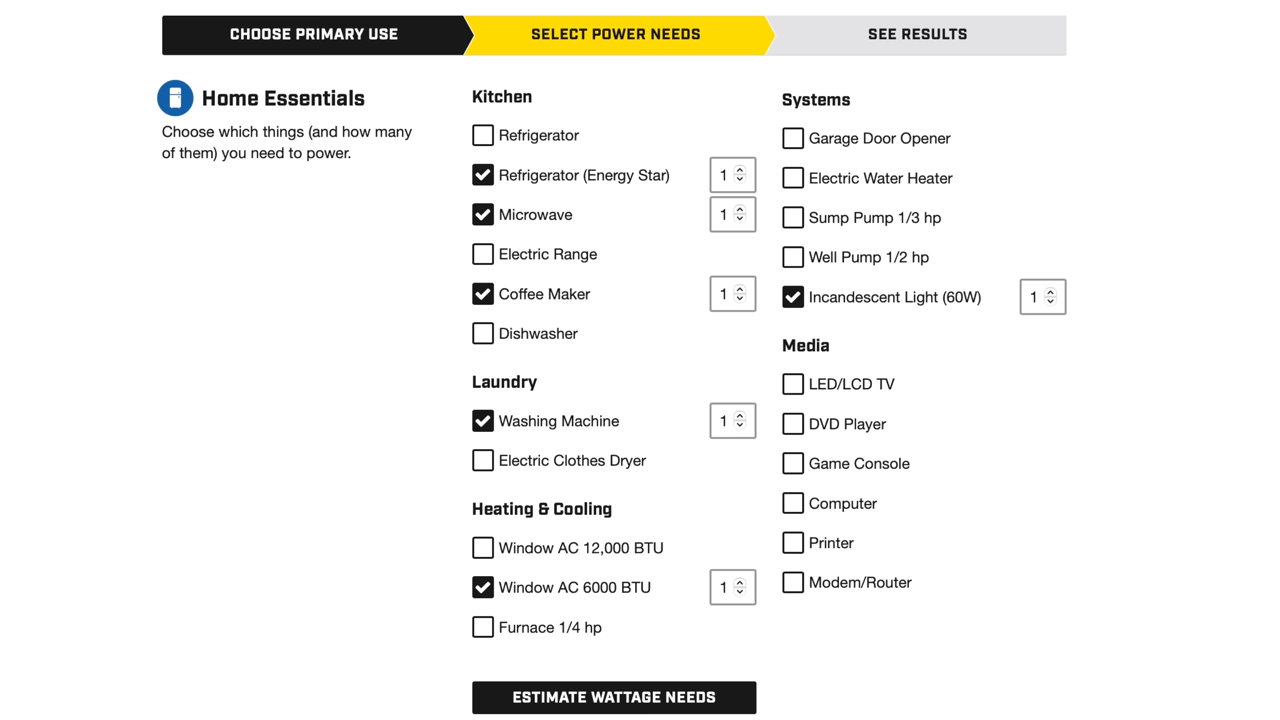 CHOOSE PRIMARY USE
SELECT POWER NEEDS
SEE RESULTS
Home Essentials
Choose which things (and how many
of them) you need to power.
Kitchen
Refrigerator
Refrigerator (Energy Star) 1
Microwave 1
Electric Range
Coffee Maker 1
Dishwasher
Laundry
Washing Machine 1
Electric Clothes Dryer
Heating & Cooling
Window AC 12,000 BTU
Window AC 6000 BTU 1
Furnace 1/4 hp
Systems
Garage Door Opener
Electric Water Heater
Sump Pump 1/3 hp
Well Pump 1/2 hp
Incandescent Light (60W) 1
Media
LED/LCD TV
DVD Player
Game Console
Computer
Printer
Modem/Router
ESTIMATE WATTAGE NEEDS